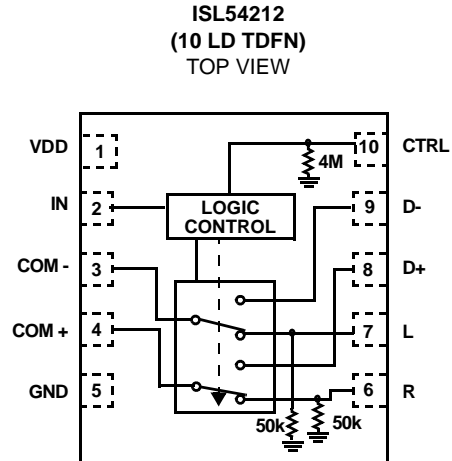 ISL54212
(10 LD TDFN)
TOP VIEW
VDD 1 10 CTRL
4M
IN 2 LOGIC CONTROL 9 D-
COM - 3 8 D+
COM + 4 7 L
GND 5 6 R
50k 50k